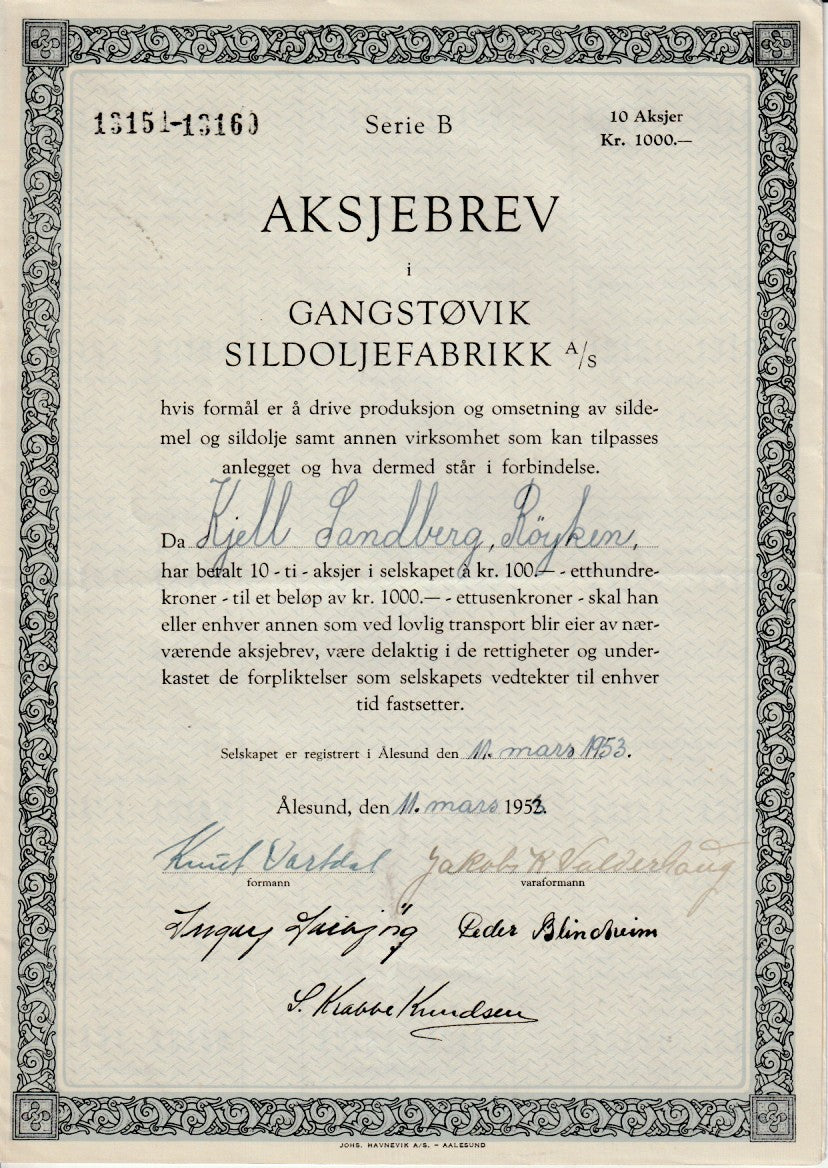 13151-13160
Serie B
10 Aksjer
Kr. 1000.—
AKSJEBREV
i
GANGSTØVIK
SILDOLJEFABRIKK A/S
hvis formål er å drive produksjon og omsetning av silde-
mel og sildolje samt annen virksomhet som kan tilpasses
anlegget og hva dermed står i forbindelse.
Da Kjell Sandberg, Röyken,
har betalt 10 - ti - aksjer i selskapet à kr. 100.— - etthundre-
kroner - til et beløp av kr. 1000.— - ettusenkroner - skal han
eller enhver annen som ved lovlig transport blir eier av nær-
værende aksjebrev, være delaktig i de rettigheter og under-
kastet de forpliktelser som selskapets vedtekter til enhver
tid fastsetter.
Selskapet er registrert i Ålesund den 11. mars 1953.
Ålesund, den 11. mars 1953.
Knut Vartdal
Jakob K Valderhaug
formann
varaformann
Peder Blindheim
S. Krabbe Knudsen
JOHS. HAVNEVIK A/S. – AALESUND